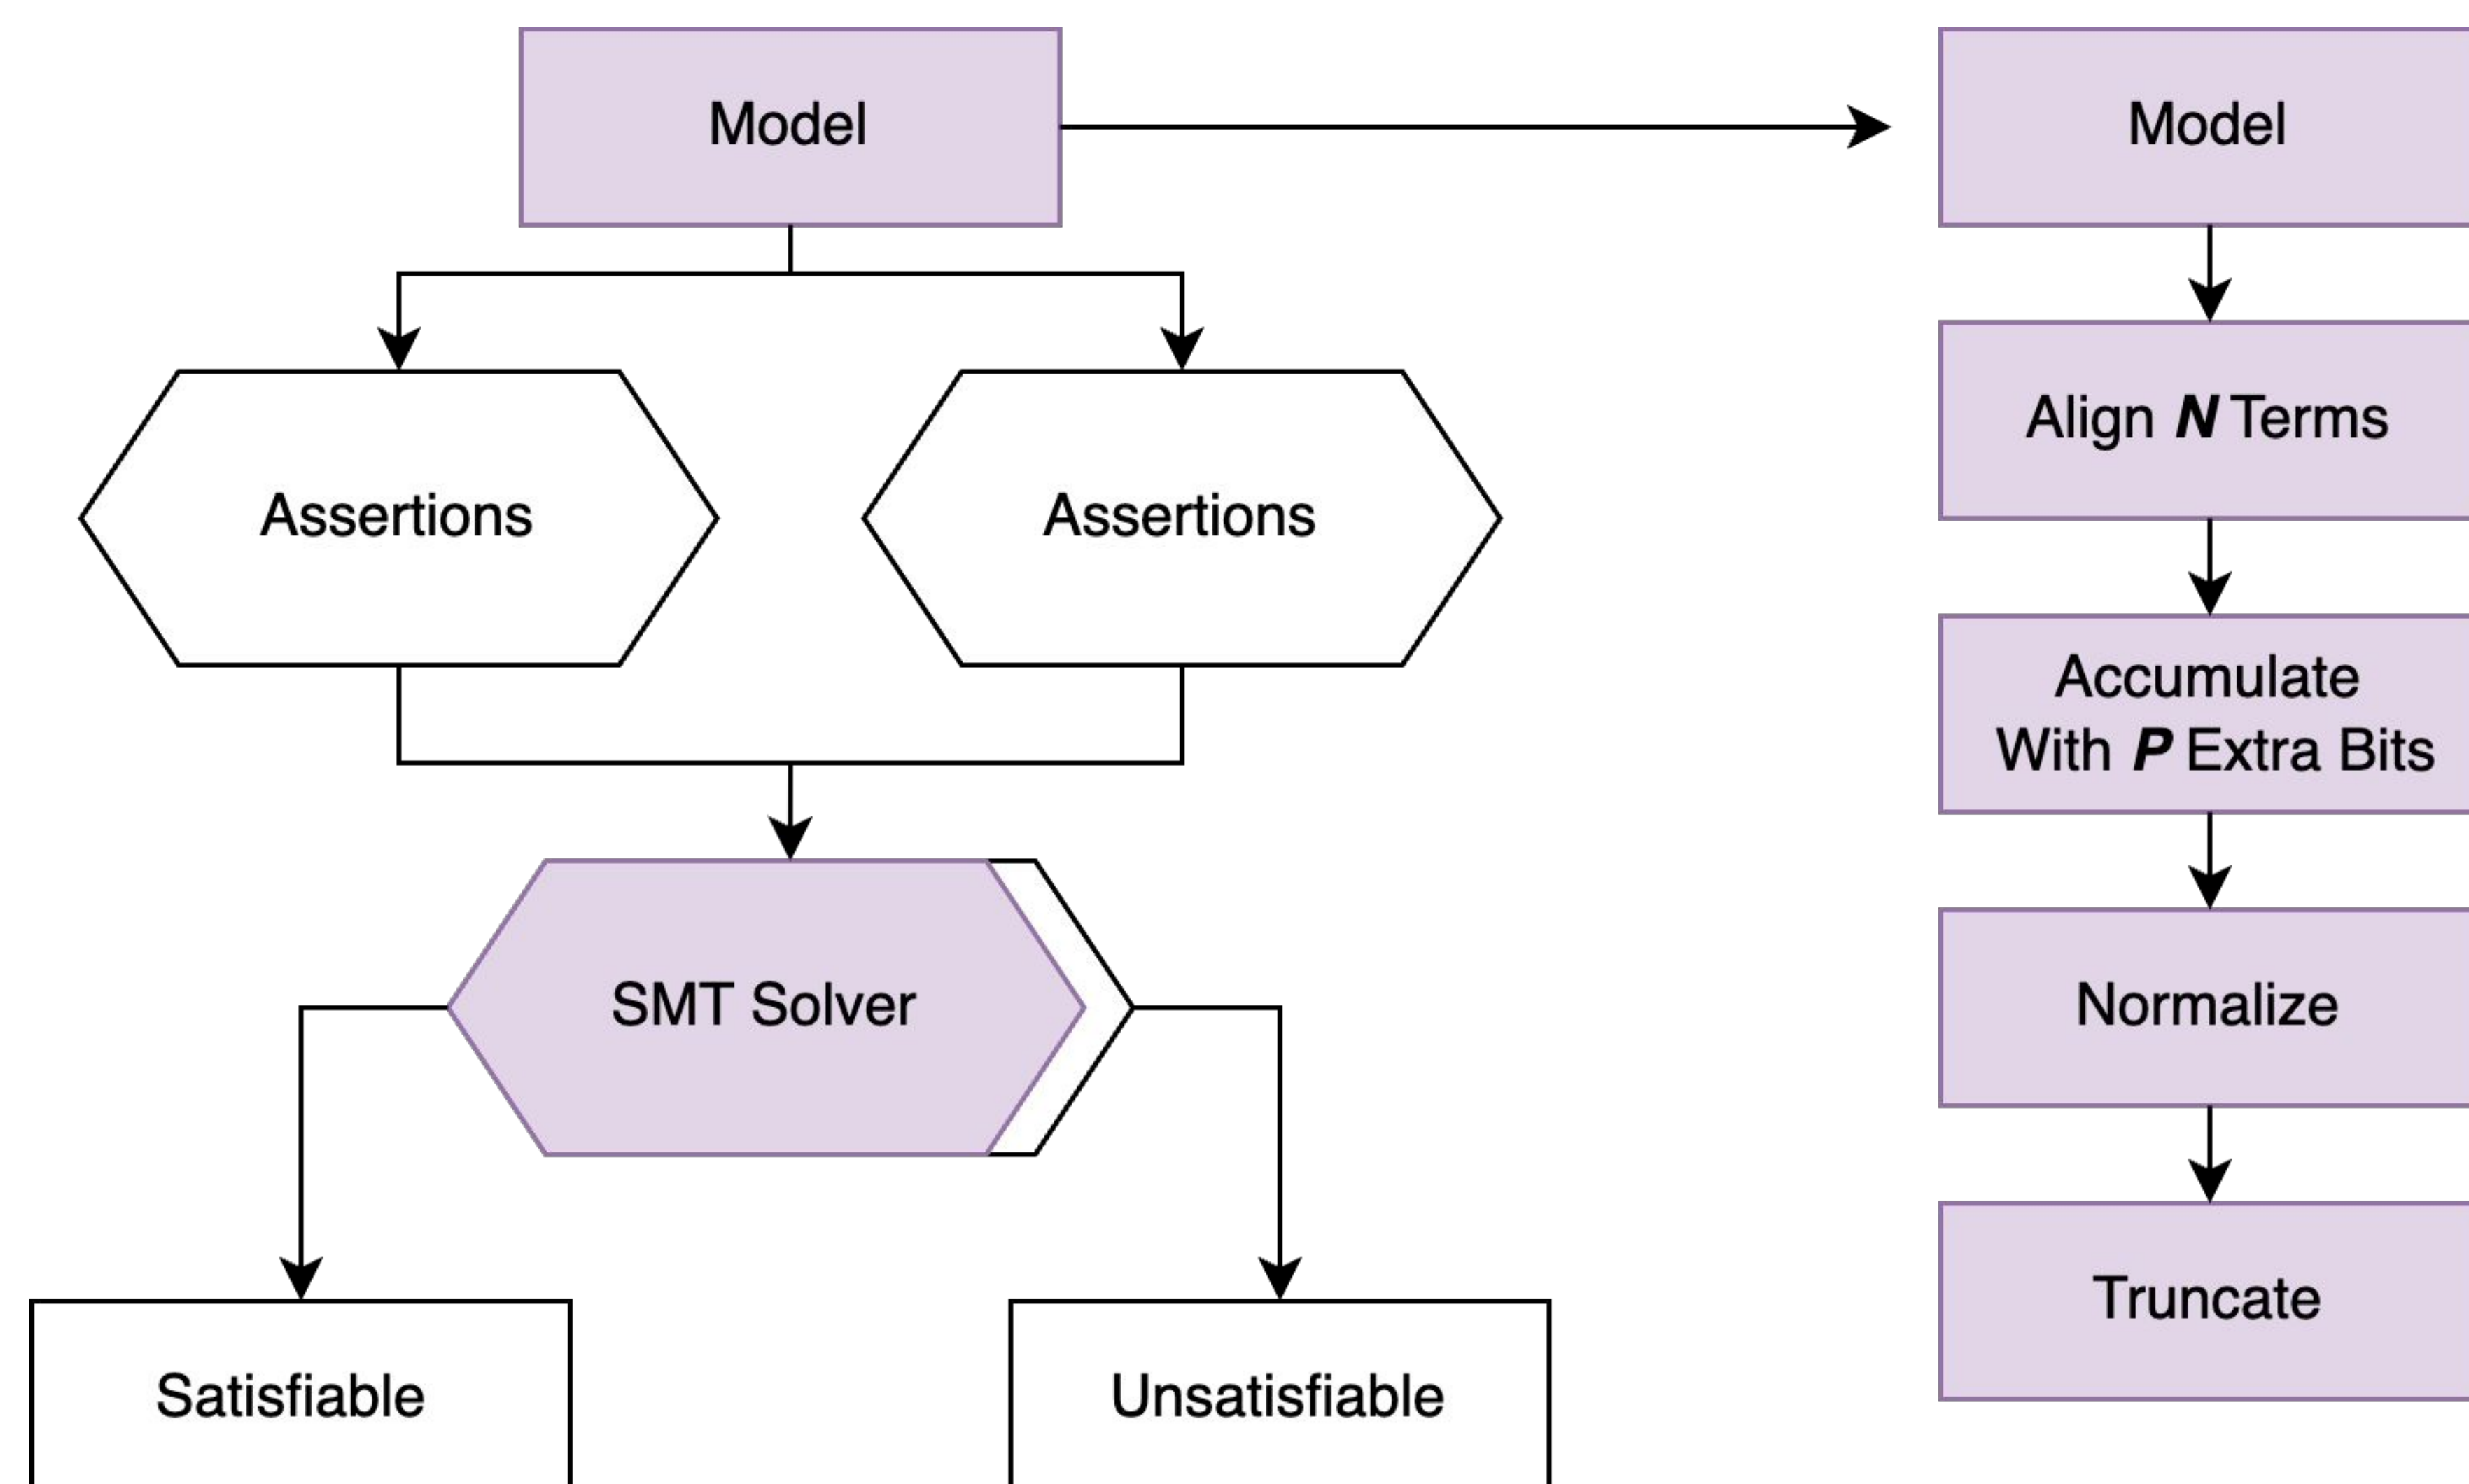 Model
Assertions
Assertions
SMT Solver
Satisfiable
Unsatisfiable
Model
Align N Terms
Accumulate
With P Extra Bits
Normalize
Truncate